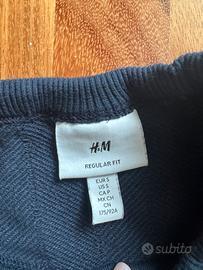 H&M
REGULAR FIT
EUR S
US S
CA P
MX CH
CN
175/92A
subito